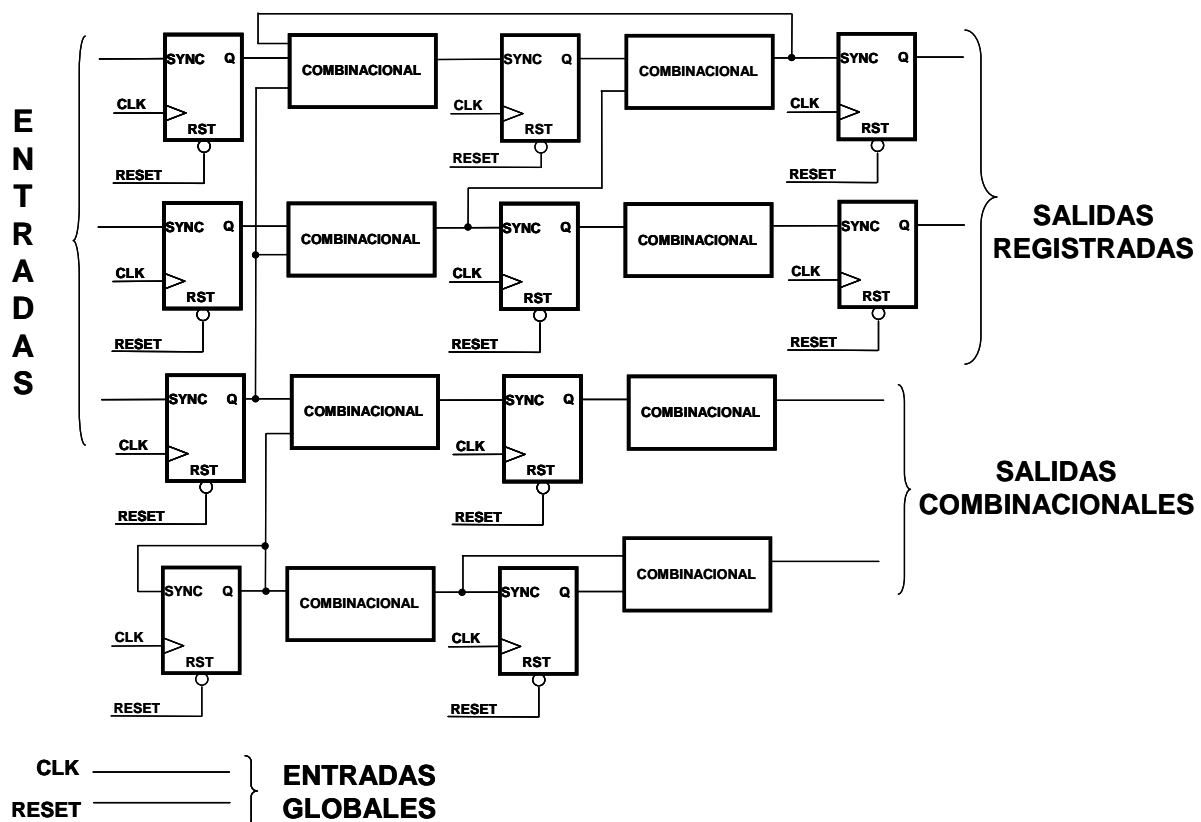 SYNC Q
CLK
RST
RESET
COMBINACIONAL
SYNC Q
CLK
RST
RESET
COMBINACIONAL
SYNC Q
CLK
RST
RESET
SYNC Q
CLK
RST
RESET
COMBINACIONAL
SYNC Q
CLK
RST
RESET
COMBINACIONAL
SYNC Q
CLK
RST
RESET
SYNC Q
CLK
RST
RESET
COMBINACIONAL
SYNC Q
CLK
RST
RESET
COMBINACIONAL
SYNC Q
CLK
RST
RESET
COMBINACIONAL
SYNC Q
CLK
RST
RESET
COMBINACIONAL
ENTRADAS
SALIDAS
REGISTRADAS
SALIDAS
COMBINACIONALES
CLK
RESET
ENTRADAS
GLOBALES